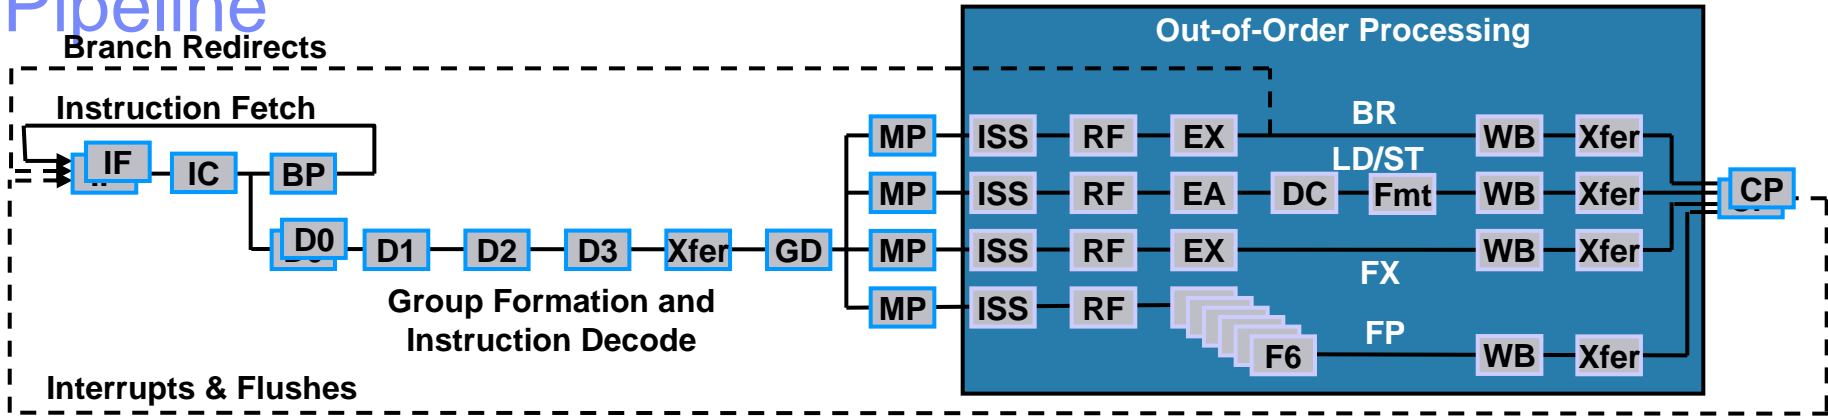 Pipeline
Out-of-Order Processing
Branch Redirects
Instruction Fetch
BR
MP ISS RF EX WB Xfer
LD/ST
IF IC BP
MP ISS RF EA DC Fmt WB Xfer CP
D0 D1 D2 D3 Xfer GD MP ISS RF EX WB Xfer
FX
Group Formation and
MP ISS RF
FP
Instruction Decode
F6 WB Xfer
Interrupts & Flushes